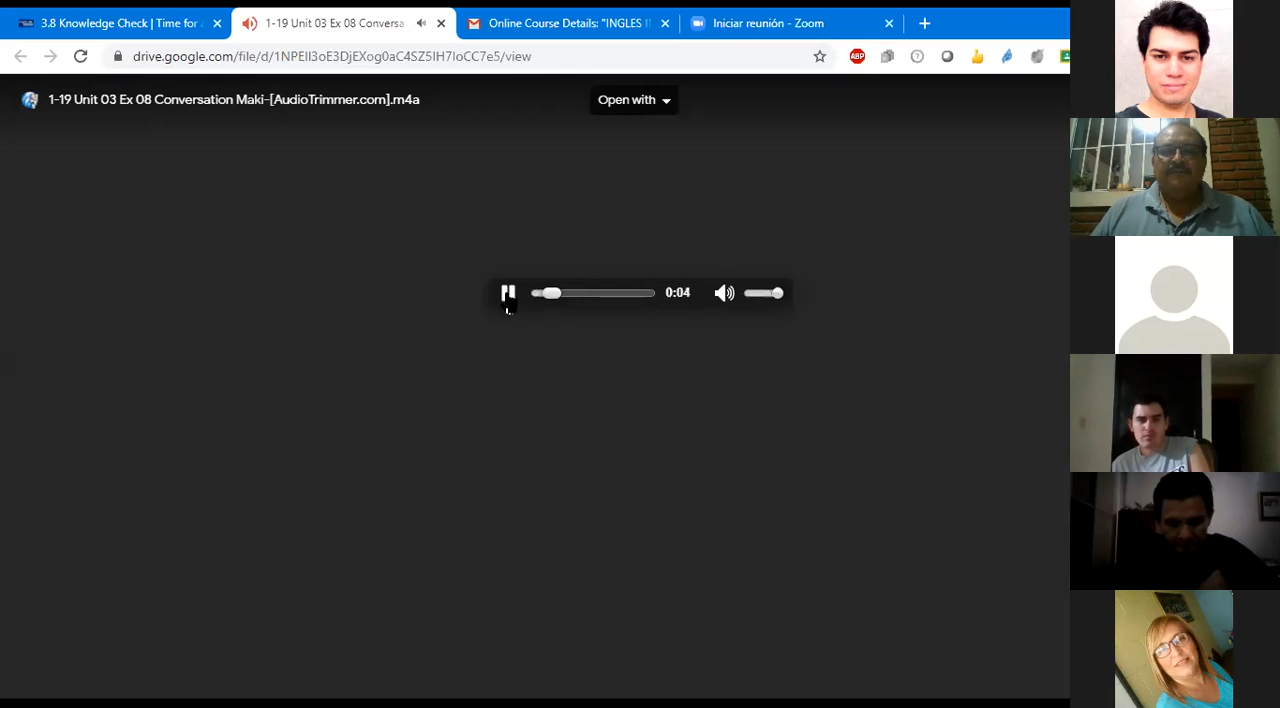 3.8 Knowledge Check | Time for
1-19 Unit 03 Ex 08 Conversa
Online Course Details: "INGLES I
Iniciar reunión - Zoom
drive.google.com/file/d/1NPEII3oE3DjEXog0aC4SZ5IH7IoCC7e5/view
ABP
1-19 Unit 03 Ex 08 Conversation Maki-[AudioTrimmer.com].m4a
Open with
0:04